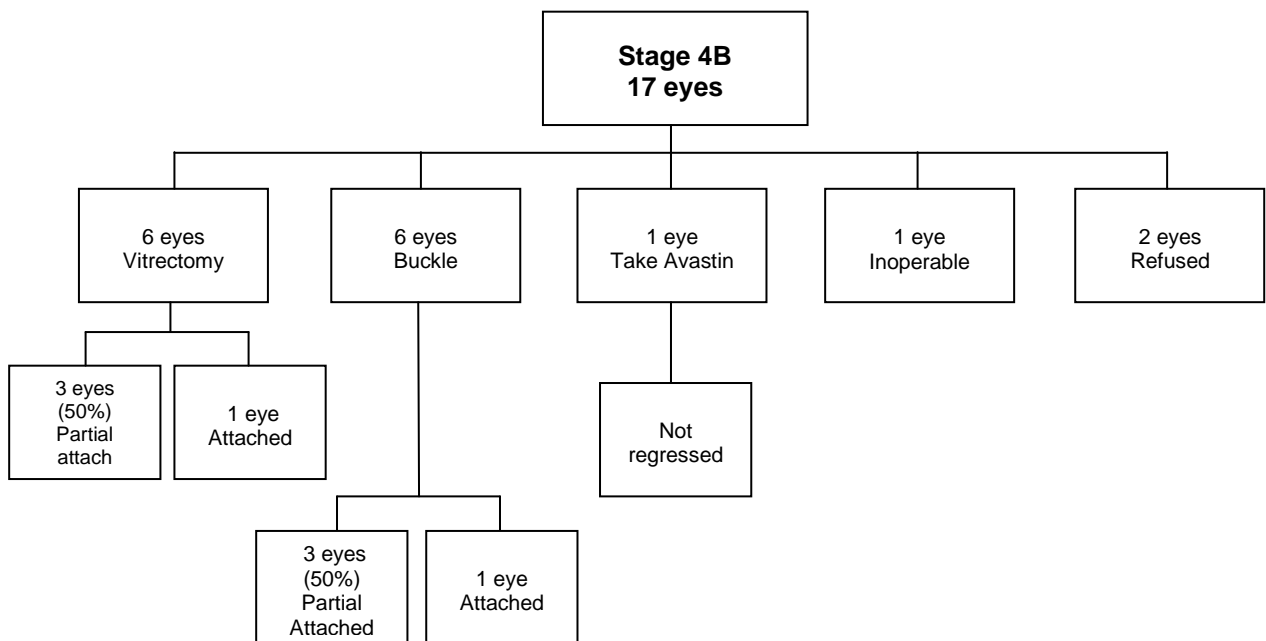 Stage 4B
17 eyes
6 eyes
Vitrectomy
6 eyes
Buckle
1 eye
Take Avastin
1 eye
Inoperable
2 eyes
Refused
3 eyes
(50%)
Partial
attach
1 eye
Attached
Not
regressed
3 eyes
(50%)
Partial
Attached
1 eye
Attached